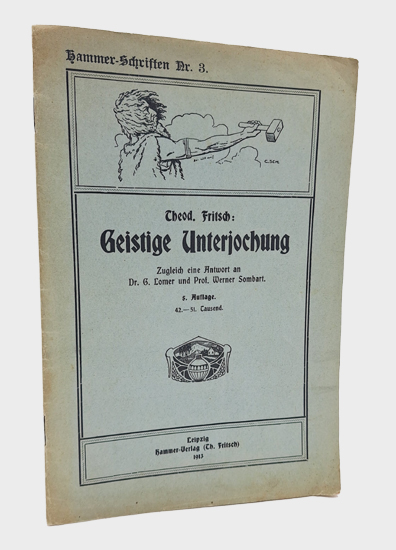 Hammer-Schriften Nr. 3.
C.SCH.
Theod. Fritsch:
Geistige Unterjochung
Zugleich eine Antwort an
Dr. G. Lomer und Prof. Werner Sombart.
5. Auflage.
42.—51. Tausend.
Leipzig
Hammer-Verlag (Th. Fritsch)
1913